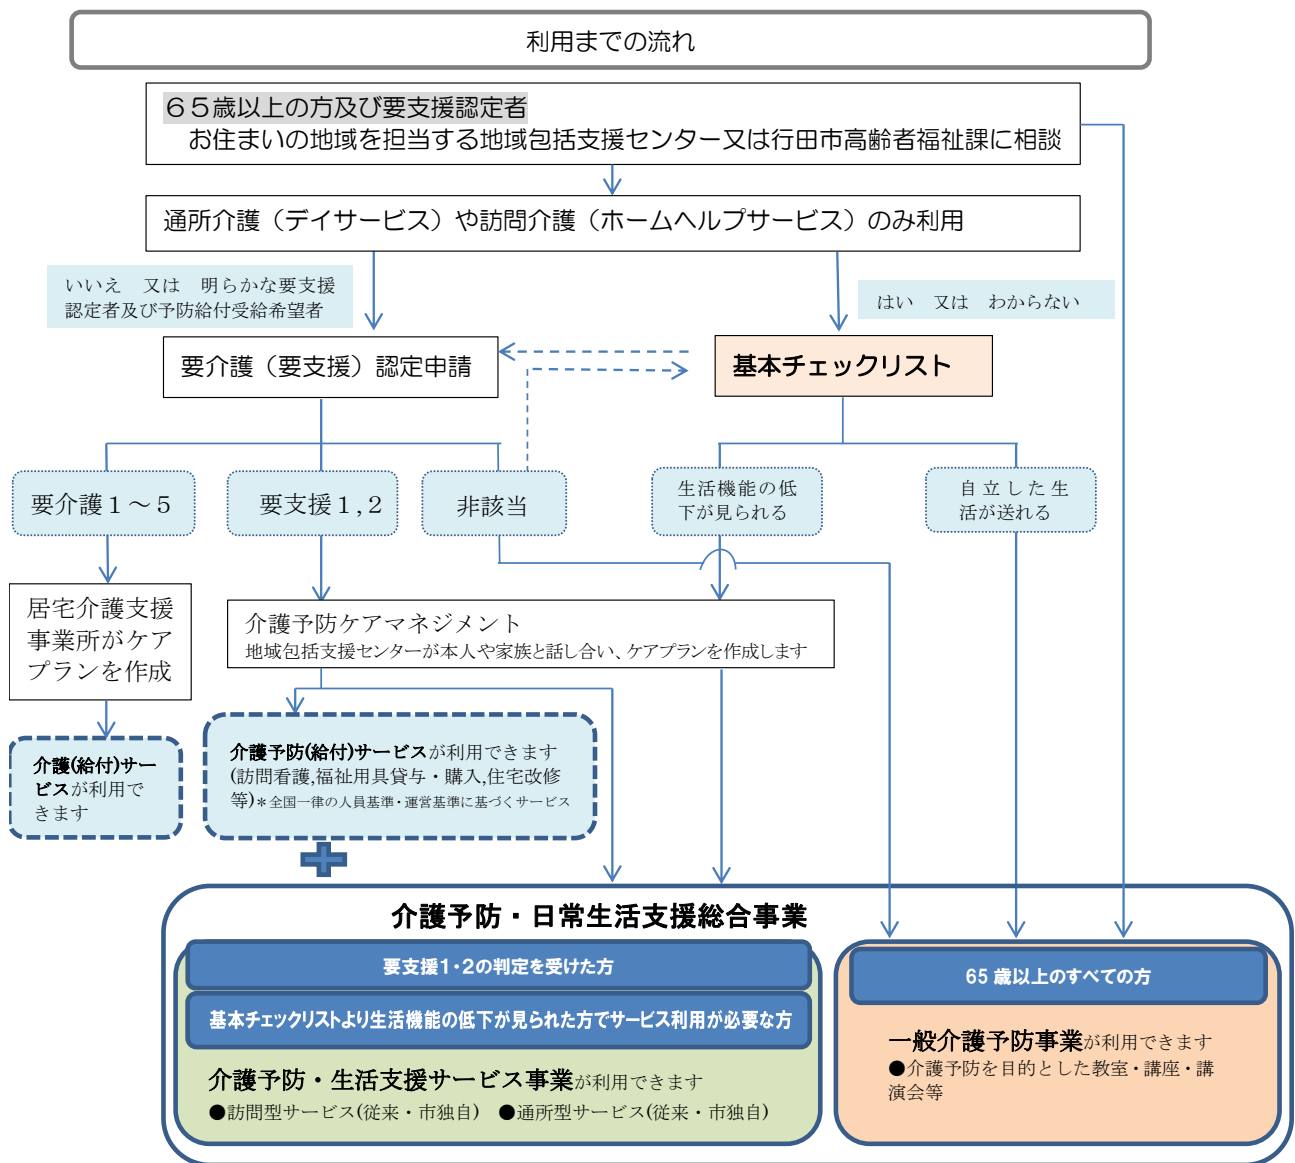 利用までの流れ
６５歳以上の方及び要支援認定者
お住まいの地域を担当する地域包括支援センター又は行田市高齢者福祉課に相談
通所介護（デイサービス）や訪問介護（ホームヘルプサービス）のみ利用
いいえ　又は　明らかな要支援
認定者及び予防給付受給希望者
はい　又は　わからない
要介護（要支援）認定申請
基本チェックリスト
要介護１～５
要支援１,２
非該当
生活機能の低
下が見られる
自立した生
活が送れる
居宅介護支援
事業所がケア
プランを作成
介護予防ケアマネジメント
地域包括支援センターが本人や家族と話し合い、ケアプランを作成します
介護(給付)サー
ビスが利用で
きます
介護予防(給付)サービスが利用できます
(訪問看護,福祉用具貸与・購入,住宅改修
等)＊全国一律の人員基準・運営基準に基づくサービス
介護予防・日常生活支援総合事業
要支援1・2の判定を受けた方
基本チェックリストより生活機能の低下が見られた方でサービス利用が必要な方
介護予防・生活支援サービス事業が利用できます
●訪問型サービス(従来・市独自)　●通所型サービス(従来・市独自)
65 歳以上のすべての方
一般介護予防事業が利用できます
●介護予防を目的とした教室・講座・講
演会等